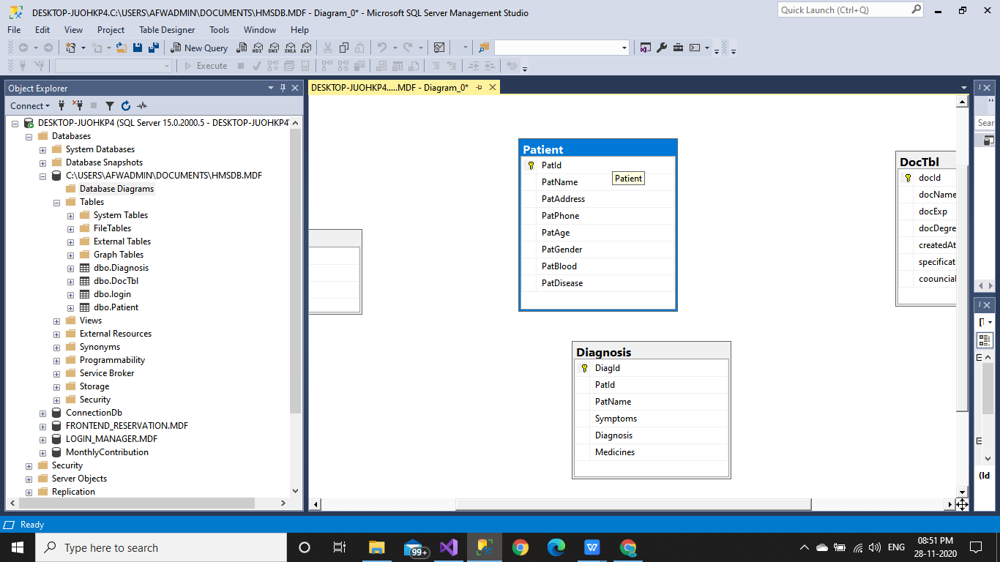 DESKTOP-JUOHKP4.C:\USERS\AFWADMIN\DOCUMENTS\HMSDB.MDF - Diagram_0* - Microsoft SQL Server Management Studio
Quick Launch (Ctrl+Q)
File Edit View Project Table Designer Tools Window Help
New Query
MDX DMX XMLA DAX
Execute
Object Explorer
DESKTOP-JUOHKP4.....MDF - Diagram_0*
Connect
DESKTOP-JUOHKP4 (SQL Server 15.0.2000.5 - DESKTOP-JUOHKP4
Databases
System Databases
Database Snapshots
C:\USERS\AFWADMIN\DOCUMENTS\HMSDB.MDF
Database Diagrams
Tables
System Tables
FileTables
External Tables
Graph Tables
dbo.Diagnosis
dbo.DocTbl
dbo.login
dbo.Patient
Views
External Resources
Synonyms
Programmability
Service Broker
Storage
Security
ConnectionDb
FRONTEND_RESERVATION.MDF
LOGIN_MANAGER.MDF
MonthlyContribution
Security
Server Objects
Replication
Patient
PatId
Patient
PatName
PatAddress
PatPhone
PatAge
PatGender
PatBlood
PatDisease
Diagnosis
DiagId
PatId
PatName
Symptoms
Diagnosis
Medicines
DocTbl
docId
docName
docExp
docDegre
createdAt
specificat
coouncial
Sear
(Id
Ready
Type here to search
99+
ENG
08:51 PM
28-11-2020